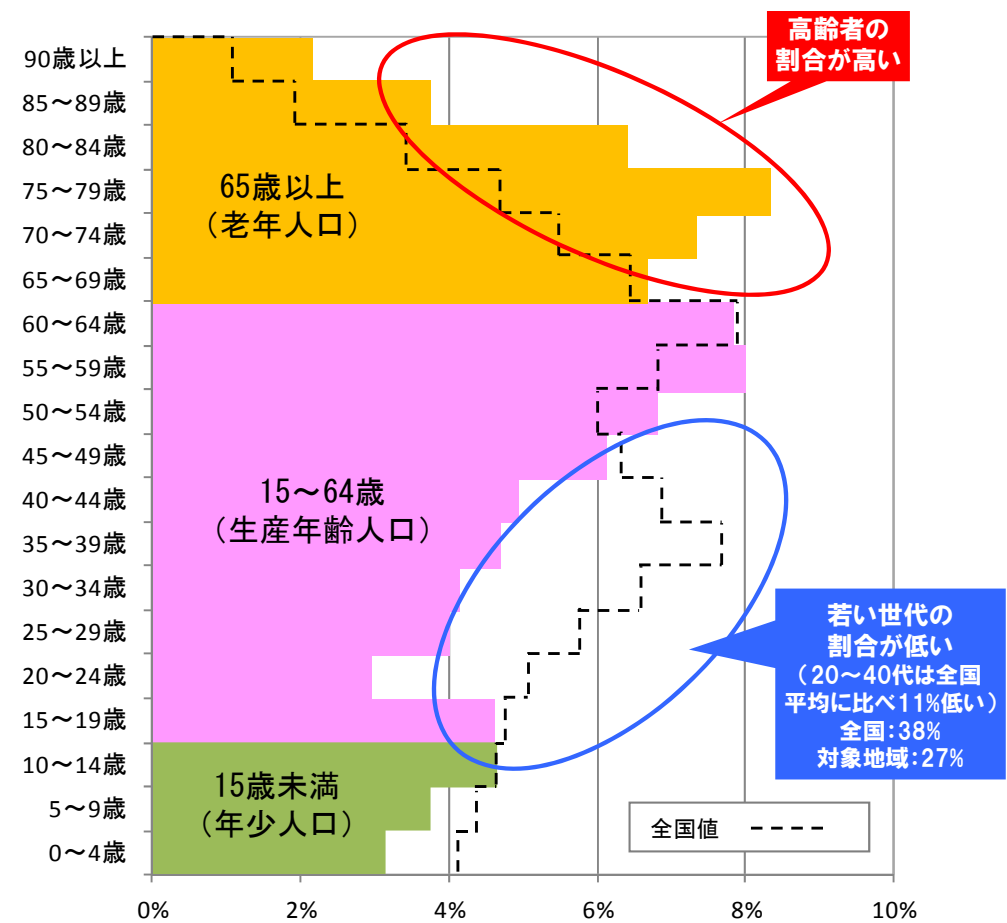 高齢者の
割合が高い
90歳以上
85～89歳
80～84歳
75～79歳
70～74歳
65～69歳
60～64歳
55～59歳
50～54歳
45～49歳
40～44歳
35～39歳
30～34歳
25～29歳
20～24歳
15～19歳
10～14歳
5～9歳
0～4歳
65歳以上
（老年人口）
15～64歳
（生産年齢人口）
15歳未満
（年少人口）
若い世代の
割合が低い
（20～40代は全国
平均に比べ11%低い）
全国：38%
対象地域：27%
全国値
0%
2%
4%
6%
8%
10%